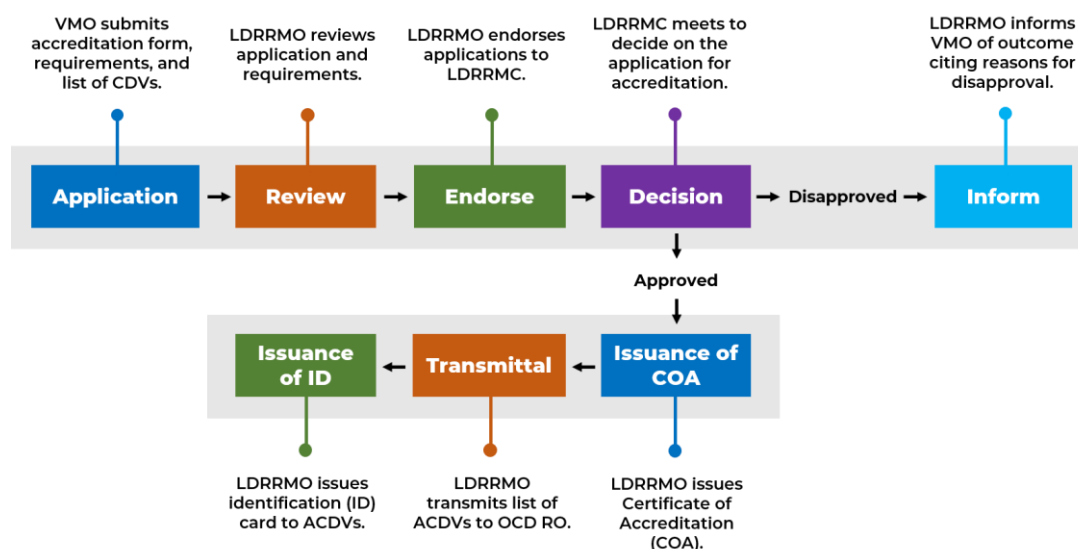 VMO submits
accreditation form,
requirements, and
list of CDVs.
LDRRMO reviews
application and
requirements.
LDRRMO endorses
applications to
LDRRMC.
LDRRMC meets to
decide on the
application for
accreditation.
LDRRMO informs
VMO of outcome
citing reasons for
disapproval.
Application
Review
Endorse
Decision
Disapproved
Inform
Approved
Issuance
of ID
Transmittal
Issuance of
COA
LDRRMO issues
identification (ID)
card to ACDVs.
LDRRMO
transmits list of
ACDVs to OCD RO.
LDRRMO issues
Certificate of
Accreditation
(COA).